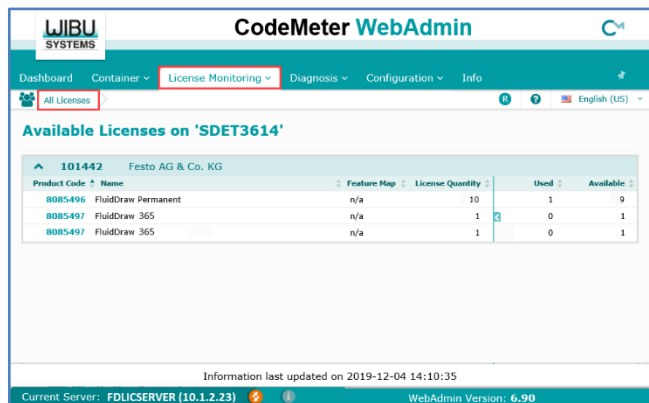 WIBU
SYSTEMS
CodeMeter WebAdmin
CM
Dashboard Container License Monitoring Diagnosis Configuration Info
All Licenses R ? English (US)
Available Licenses on 'SDET3614'
101442 Festo AG & Co. KG
Product Code Name Feature Map License Quantity Used Available
8085496 FluidDraw Permanent n/a 10 1 9
8085497 FluidDraw 365 n/a 1 0 1
8085497 FluidDraw 365 n/a 1 0 1
Information last updated on 2019-12-04 14:10:35
Current Server: FDLICSERVER (10.1.2.23) i WebAdmin Version: 6.90